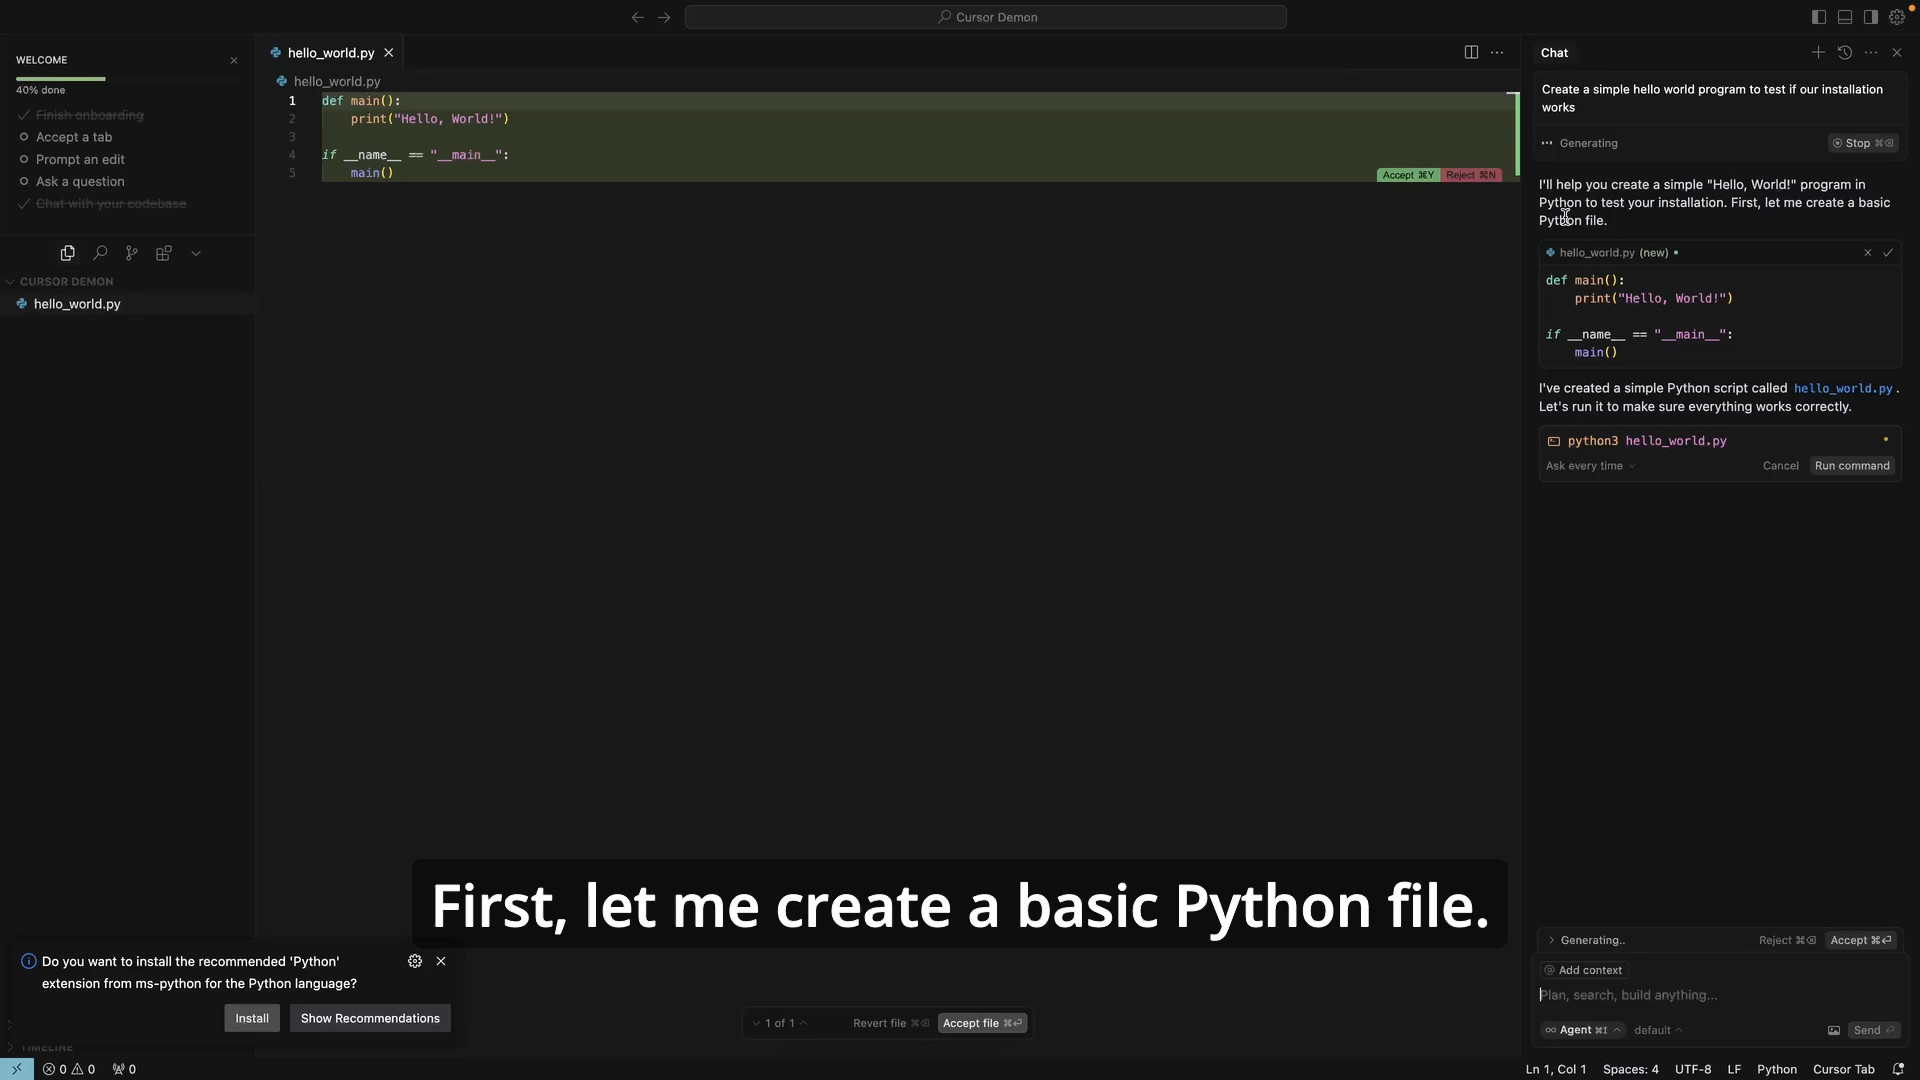 Cursor Demon
WELCOME
40% done
Finish onboarding
Accept a tab
Prompt an edit
Ask a question
Chat with your codebase
CURSOR DEMON
hello_world.py
TIMELINE
hello_world.py
hello_world.py
1 def main():
2     print("Hello, World!")
3
4 if __name__ == "__main__":
5     main()
Accept ⌘Y Reject ⌘N
Chat
Create a simple hello world program to test if our installation
works
Generating
Stop ⌘⌫
I'll help you create a simple "Hello, World!" program in
Python to test your installation. First, let me create a basic
Python file.
hello_world.py (new)
def main():
    print("Hello, World!")
if __name__ == "__main__":
    main()
I've created a simple Python script called hello_world.py.
Let's run it to make sure everything works correctly.
python3 hello_world.py
Ask every time Cancel Run command
First, let me create a basic Python file.
Do you want to install the recommended 'Python'
extension from ms-python for the Python language?
Install Show Recommendations
1 of 1 Revert file ⌘⌫ Accept file ⌘⏎
Generating.. Reject ⌘⌫ Accept ⌘⏎
@ Add context
Plan, search, build anything...
∞ Agent ⌘I default Send ⏎
0 0 0
Ln 1, Col 1 Spaces: 4 UTF-8 LF Python Cursor Tab